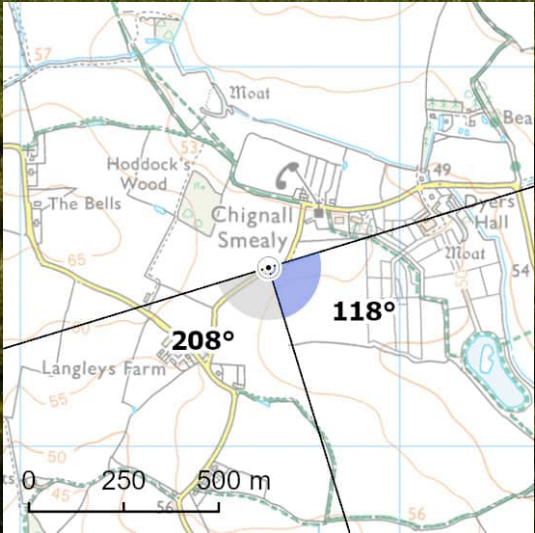 57
Moat
53
Bea
Hoddock's
Wood
49
The Bells
Chignall
Smealy
Dyers
Hall
Moat
65
54
118°
208°
60
Langleys Farm
55
50
0 250 500 m
45
56
56